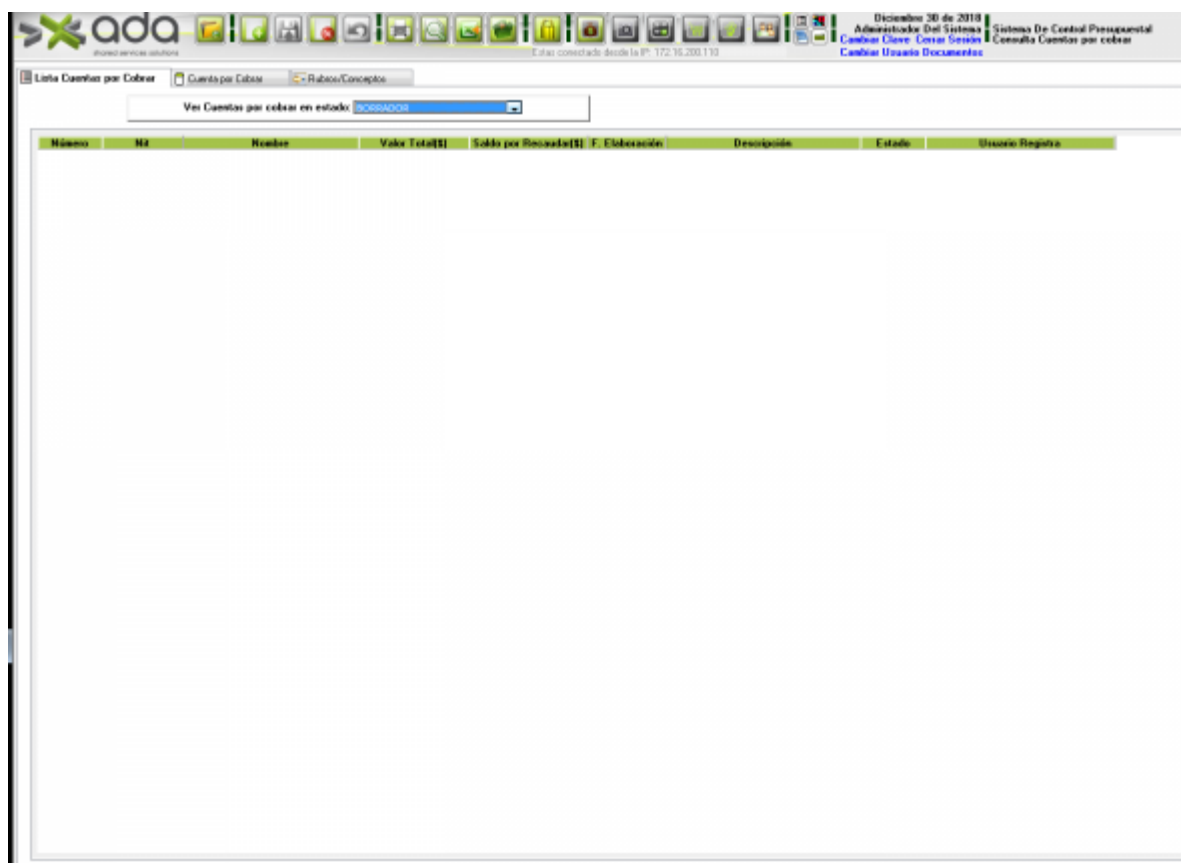 ada
shared services solutions
Estas conectado desde la IP: 172.16.200.110
Diciembre 30 de 2018
Administrador Del Sistema
Cambiar Clave Cerrar Sesión
Cambiar Usuario Documentos
Sistema De Control Presupuestal
Consulta Cuentas por cobrar
Lista Cuentas por Cobrar Cuenta por Cobrar Rubros/Conceptos
Ver Cuentas por cobrar en estado: BORRADOR
Número Nit Nombre Valor Total($) Saldo por Recaudar($) F. Elaboración Descripción Estado Usuario Registra